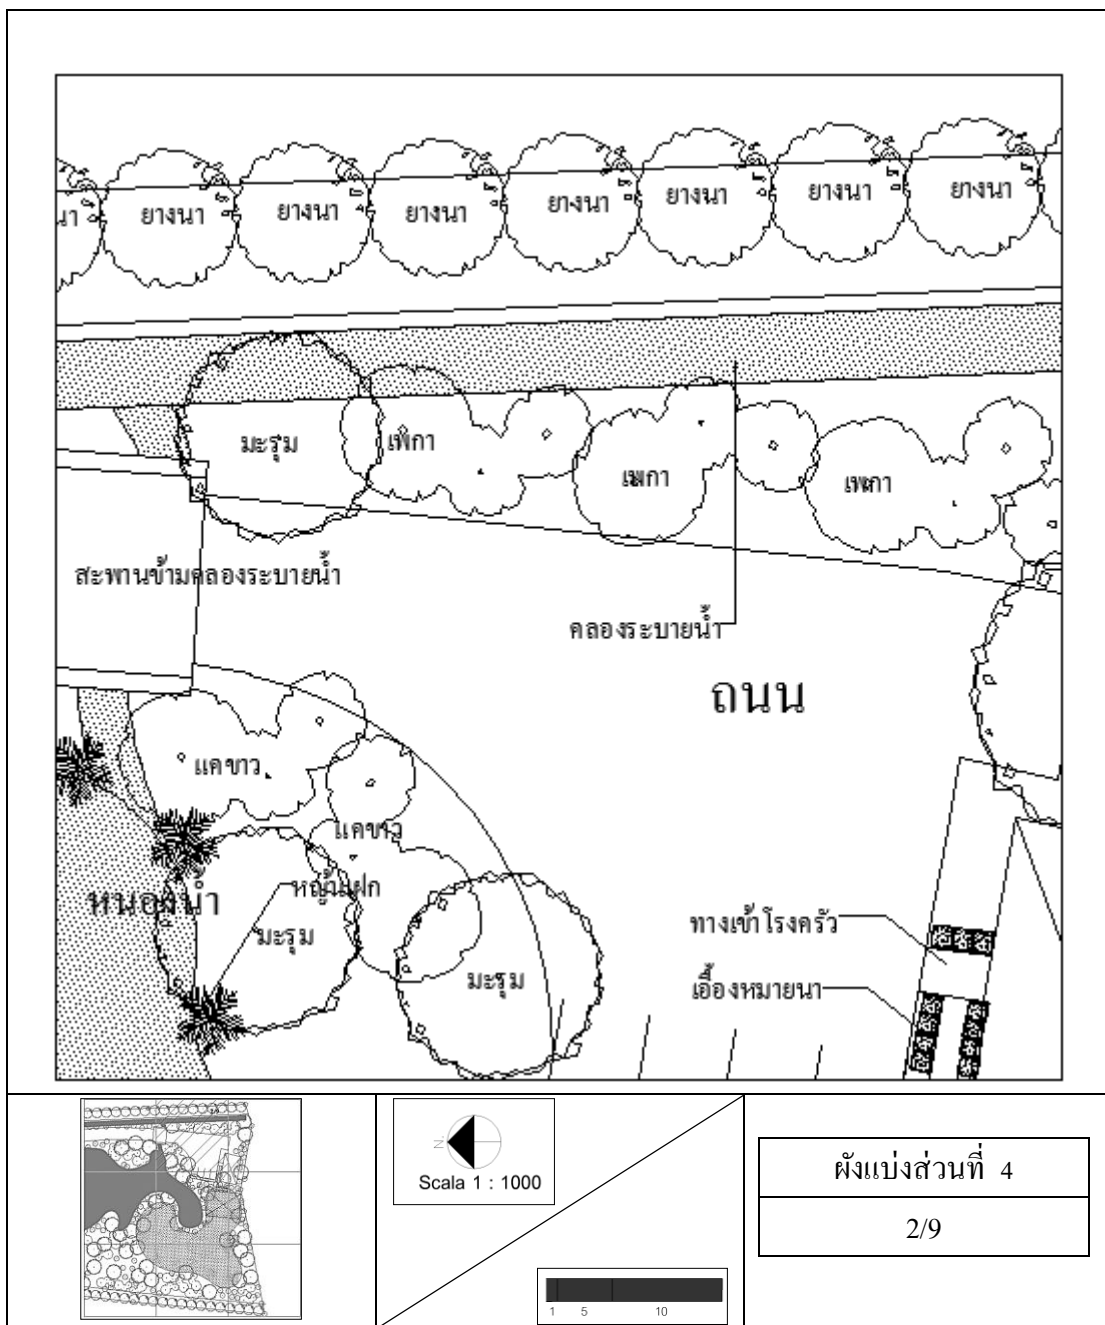 นา ยางนา ยางนา ยางนา ยางนา ยางนา ยางนา ยางนา
มะรุม เพกา
เพกา เพกา
สะพานข้ามคลองระบายน้ำ
คลองระบายน้ำ
ถนน
แคขาว
แคขาว
หญ้าแฝก
หนองน้ำ
มะรุม
มะรุม
ทางเข้าโรงครัว
เอื้องหมายนา
N
Scala 1 : 1000
1 5 10
ผังแบ่งส่วนที่ 4
2/9